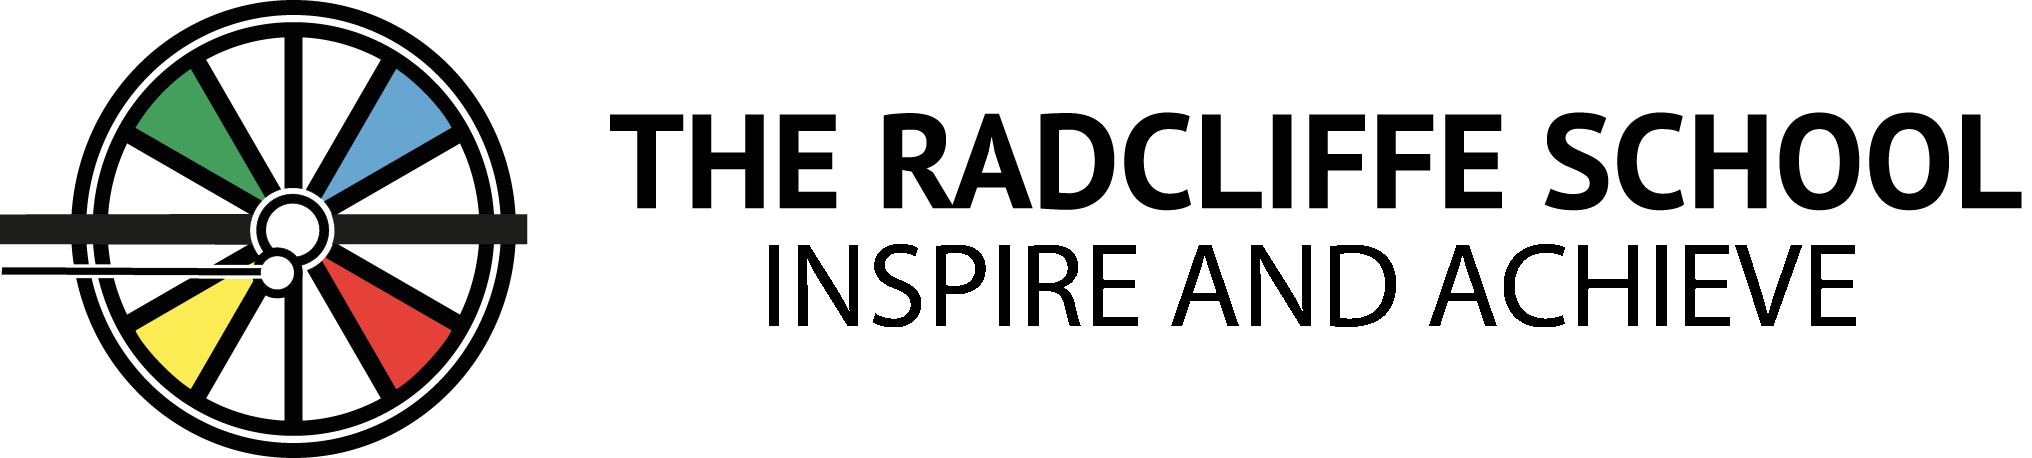 THE RADCLIFFE SCHOOL
INSPIRE AND ACHIEVE